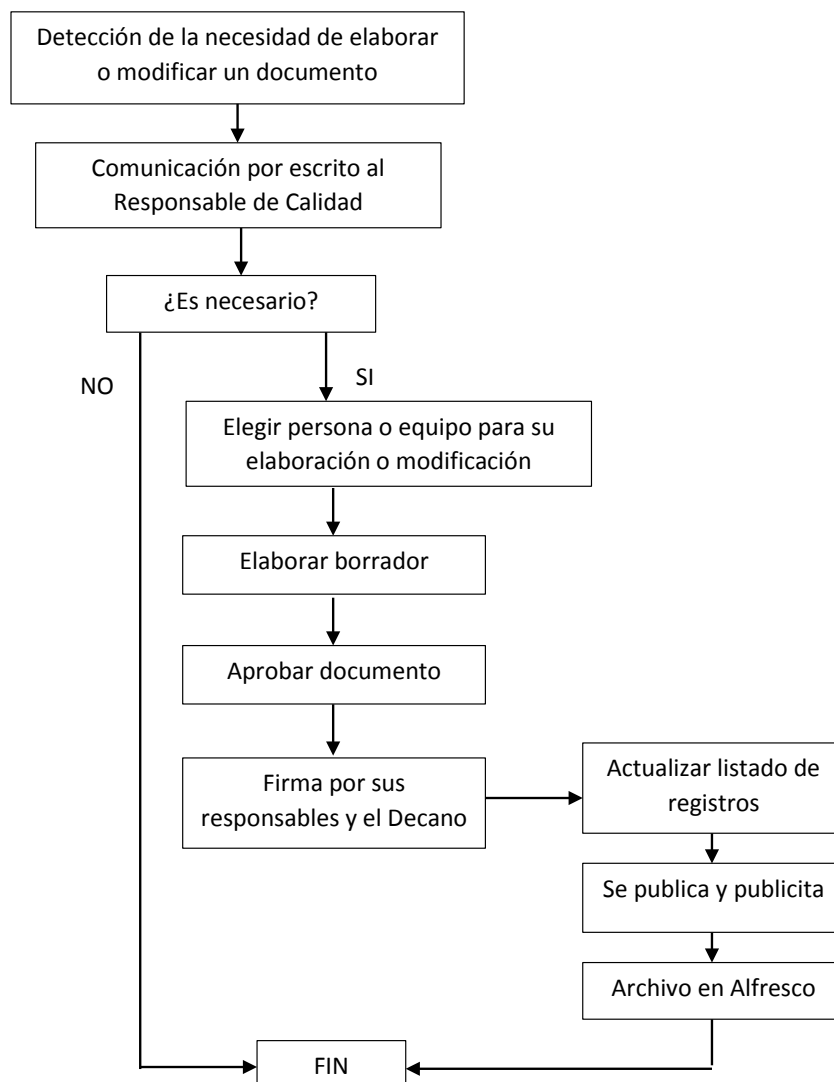 Detección de la necesidad de elaborar
o modificar un documento
Comunicación por escrito al
Responsable de Calidad
¿Es necesario?
NO
SI
Elegir persona o equipo para su
elaboración o modificación
Elaborar borrador
Aprobar documento
Firma por sus
responsables y el Decano
Actualizar listado de
registros
Se publica y publicita
Archivo en Alfresco
FIN